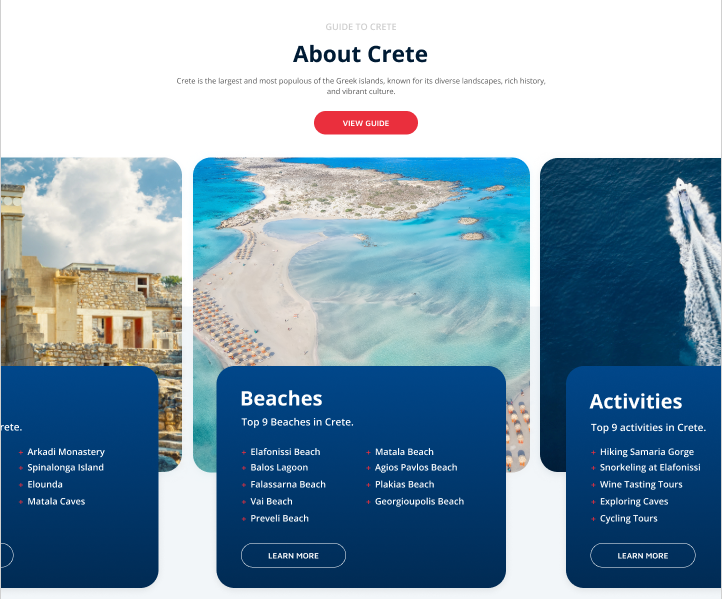 GUIDE TO CRETE
About Crete
Crete is the largest and most populous of the Greek islands, known for its diverse landscapes, rich history,
and vibrant culture.
VIEW GUIDE
rete.
+ Arkadi Monastery
+ Spinalonga Island
+ Elounda
+ Matala Caves
Beaches
Top 9 Beaches in Crete.
+ Elafonissi Beach
+ Balos Lagoon
+ Falassarna Beach
+ Vai Beach
+ Preveli Beach
+ Matala Beach
+ Agios Pavlos Beach
+ Plakias Beach
+ Georgioupolis Beach
LEARN MORE
Activities
Top 9 activities in Crete.
+ Hiking Samaria Gorge
+ Snorkeling at Elafonissi
+ Wine Tasting Tours
+ Exploring Caves
+ Cycling Tours
LEARN MORE